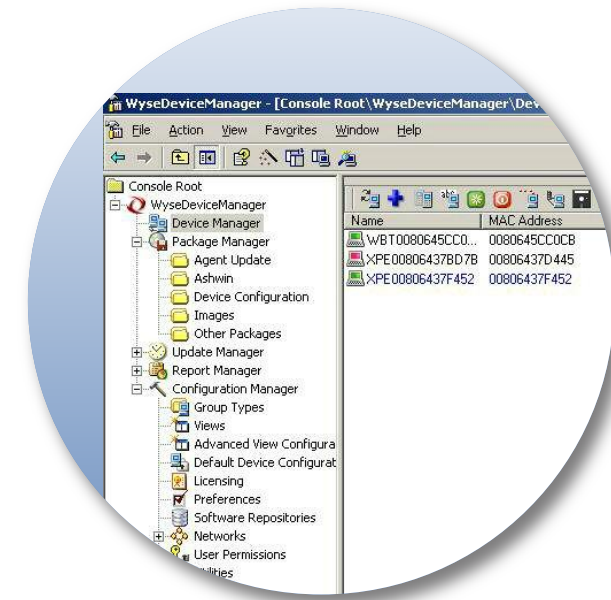 WyseDeviceManager - [Console Root\WyseDeviceManager\Dev
File Action View Favorites Window Help
Console Root
WyseDeviceManager
Device Manager
Package Manager
Agent Update
Ashwin
Device Configuration
Images
Other Packages
Update Manager
Report Manager
Configuration Manager
Group Types
Views
Advanced View Configura
Default Device Configurat
Licensing
Preferences
Software Repositories
Networks
User Permissions
Name MAC Address
WBT0080645CC0... 0080645CC0CB
XPE00806437BD7B 00806437D445
XPE00806437F452 00806437F452